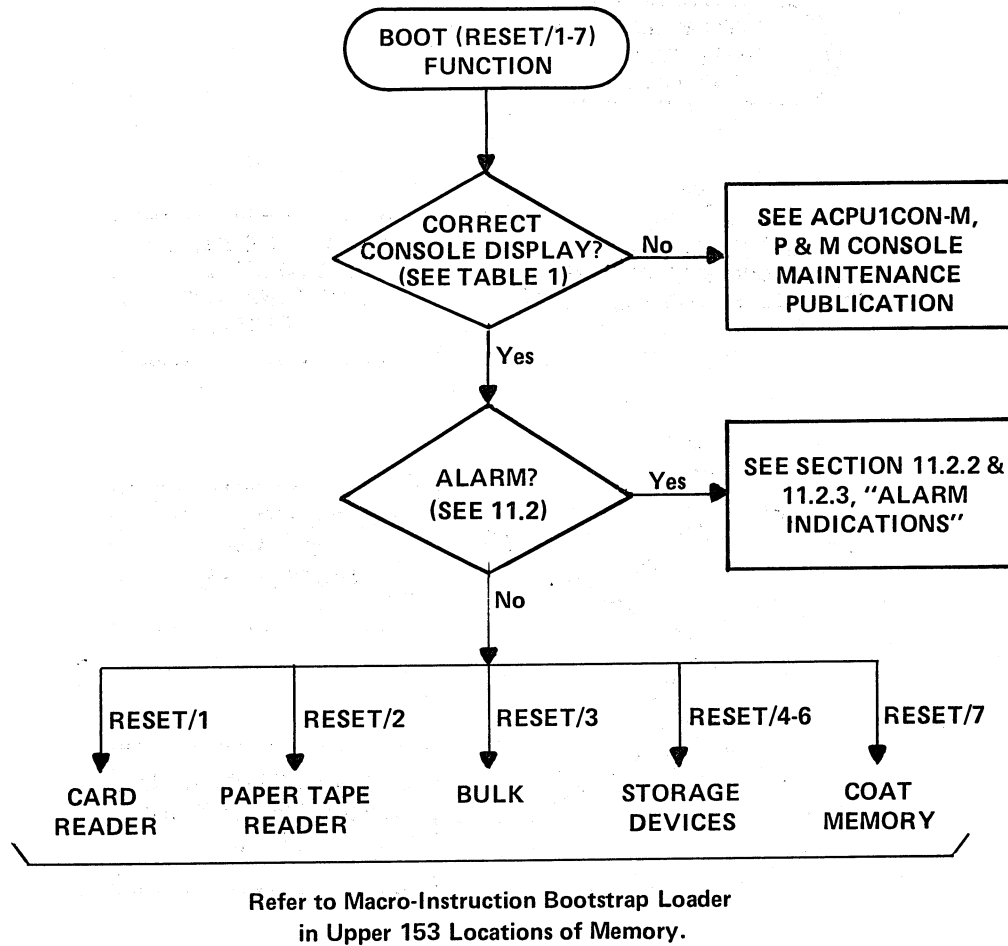 BOOT (RESET/1-7)
FUNCTION
CORRECT
CONSOLE DISPLAY?
(SEE TABLE 1)
No
SEE ACPU1CON-M,
P & M CONSOLE
MAINTENANCE
PUBLICATION
Yes
ALARM?
(SEE 11.2)
Yes
SEE SECTION 11.2.2 &
11.2.3, "ALARM
INDICATIONS"
No
RESET/1
RESET/2
RESET/3
RESET/4-6
RESET/7
CARD
READER
PAPER TAPE
READER
BULK
STORAGE
DEVICES
COAT
MEMORY
Refer to Macro-Instruction Bootstrap Loader
in Upper 153 Locations of Memory.